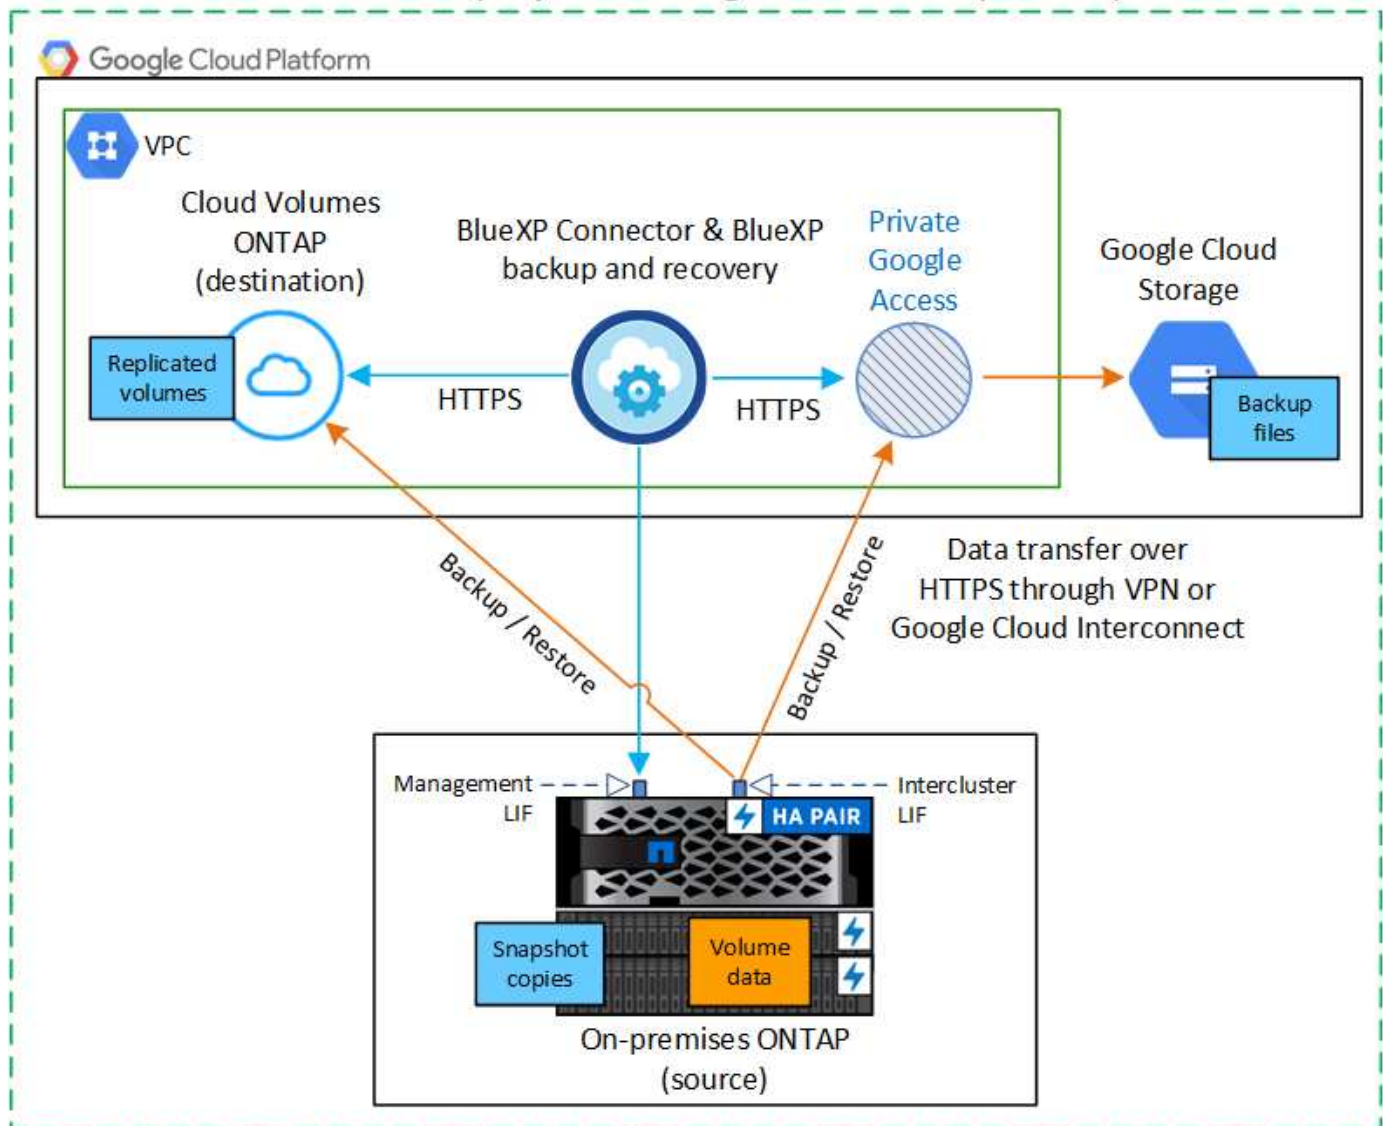 Google Cloud Platform
VPC
Cloud Volumes
ONTAP
(destination)
BlueXP Connector & BlueXP
backup and recovery
Private
Google
Access
Google Cloud
Storage
Replicated
volumes
HTTPS
HTTPS
Backup
files
Backup / Restore
Backup / Restore
Data transfer over
HTTPS through VPN or
Google Cloud Interconnect
Management
LIF
Intercluster
LIF
HA PAIR
Snapshot
copies
Volume
data
On-premises ONTAP
(source)